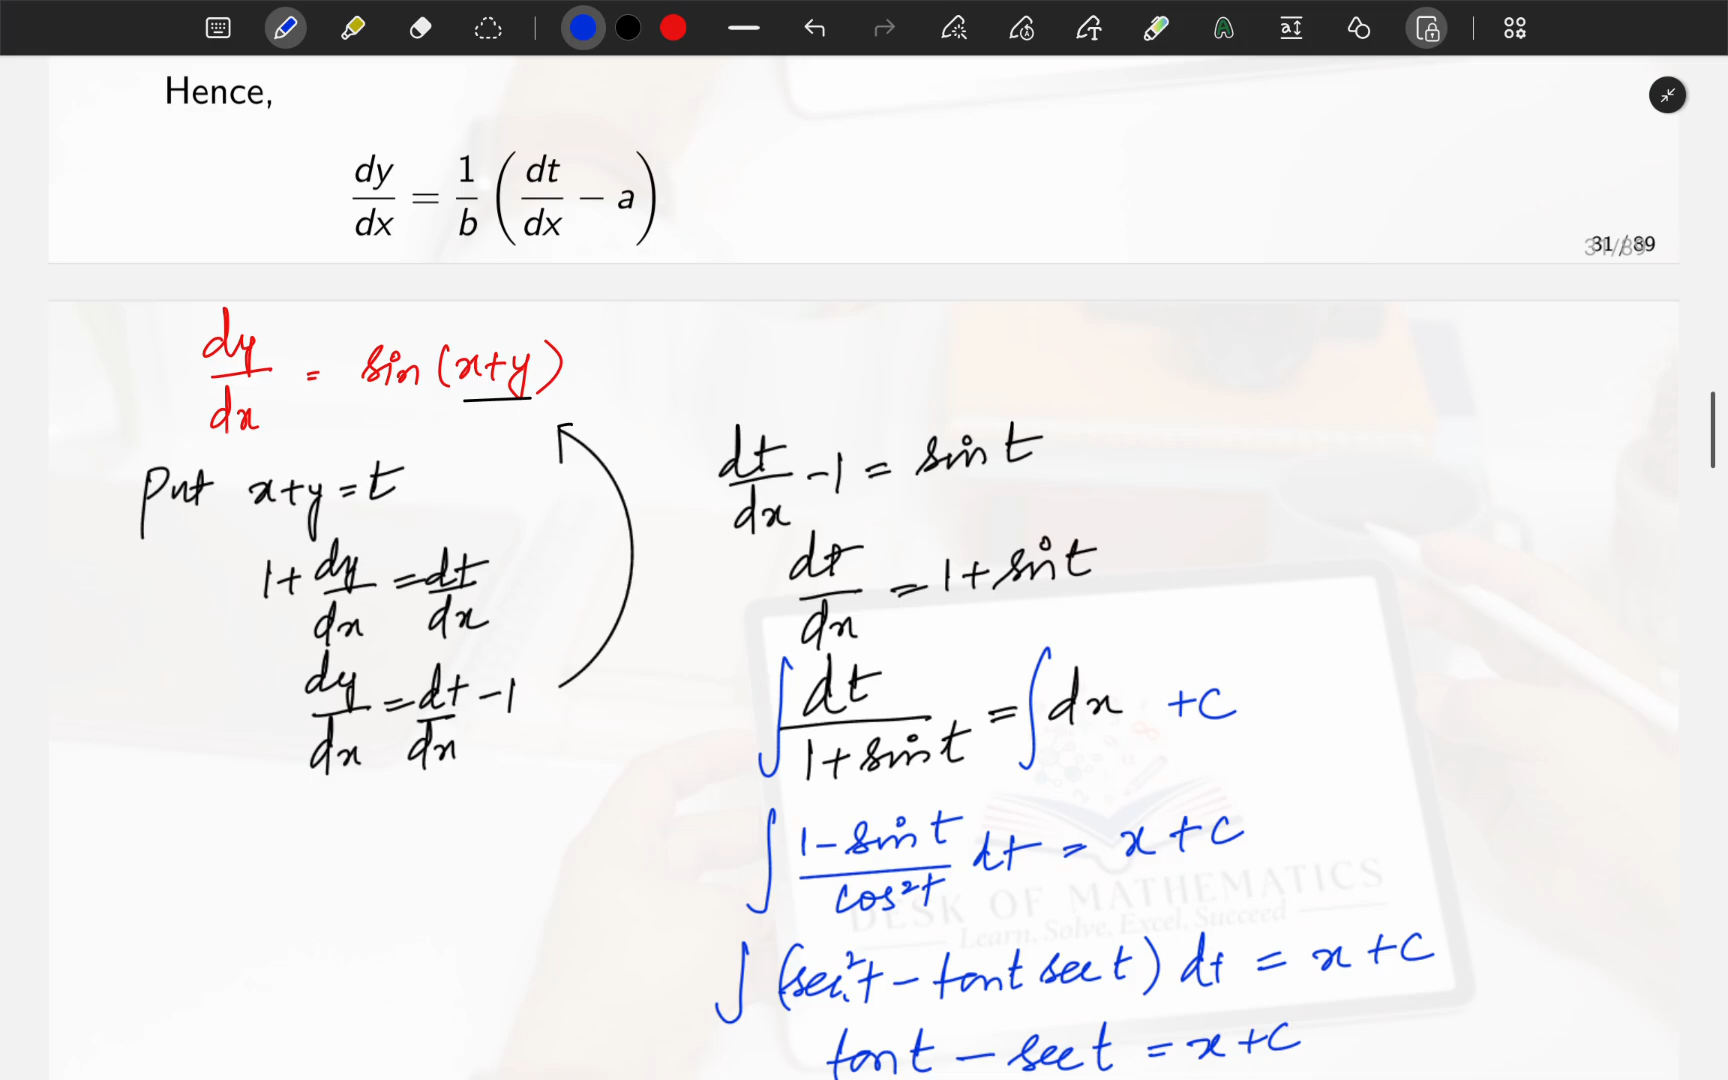 Hence,
dy/dx = 1/b (dt/dx − a)
31 / 89
dy/dx = sin (x+y)
Put x+y = t
1 + dy/dx = dt/dx
dy/dx = dt/dx - 1
dt/dx - 1 = sin t
dt/dx = 1 + sin t
∫ dt/(1 + sin t) = ∫ dx + C
∫ (1 - sin t)/cos²t dt = x + C
∫ (sec²t - tant sec t) dt = x + C
tant - sec t = x + C
DESK OF MATHEMATICS
Learn, Solve, Excel, Succeed